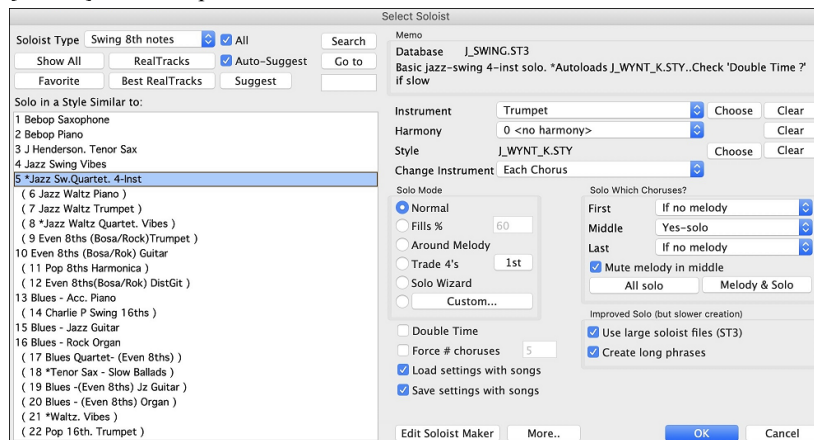 Select Soloist
Soloist Type Swing 8th notes All Search
Show All RealTracks Auto-Suggest Go to
Favorite Best RealTracks Suggest
Solo in a Style Similar to:
1 Bebop Saxophone
2 Bebop Piano
3 J Henderson. Tenor Sax
4 Jazz Swing Vibes
5 *Jazz Sw.Quartet. 4-Inst
( 6 Jazz Waltz Piano )
( 7 Jazz Waltz Trumpet )
( 8 *Jazz Waltz Quartet. Vibes )
( 9 Even 8ths (Bosa/Rock)Trumpet )
10 Even 8ths (Bosa/Rok) Guitar
( 11 Pop 8ths Harmonica )
( 12 Even 8ths(Bosa/Rok) DistGit )
13 Blues - Acc. Piano
( 14 Charlie P Swing 16ths )
15 Blues - Jazz Guitar
16 Blues - Rock Organ
( 17 Blues Quartet- (Even 8ths) )
( 18 *Tenor Sax - Slow Ballads )
( 19 Blues -(Even 8ths) Jz Guitar )
( 20 Blues - (Even 8ths) Organ )
( 21 *Waltz. Vibes )
( 22 Pop 16th. Trumpet )
Memo
Database J_SWING.ST3
Basic jazz-swing 4-inst solo. *Autoloads J_WYNT_K.STY..Check 'Double Time ?'
if slow
Instrument Trumpet Choose Clear
Harmony 0 <no harmony> Clear
Style J_WYNT_K.STY Choose Clear
Change Instrument Each Chorus
Solo Mode
Normal
Fills % 60
Around Melody
Trade 4's 1st
Solo Wizard
Custom...
Double Time
Force # choruses 5
Load settings with songs
Save settings with songs
Solo Which Choruses?
First If no melody
Middle Yes-solo
Last If no melody
Mute melody in middle
All solo Melody & Solo
Improved Solo (but slower creation)
Use large soloist files (ST3)
Create long phrases
Edit Soloist Maker More.. OK Cancel